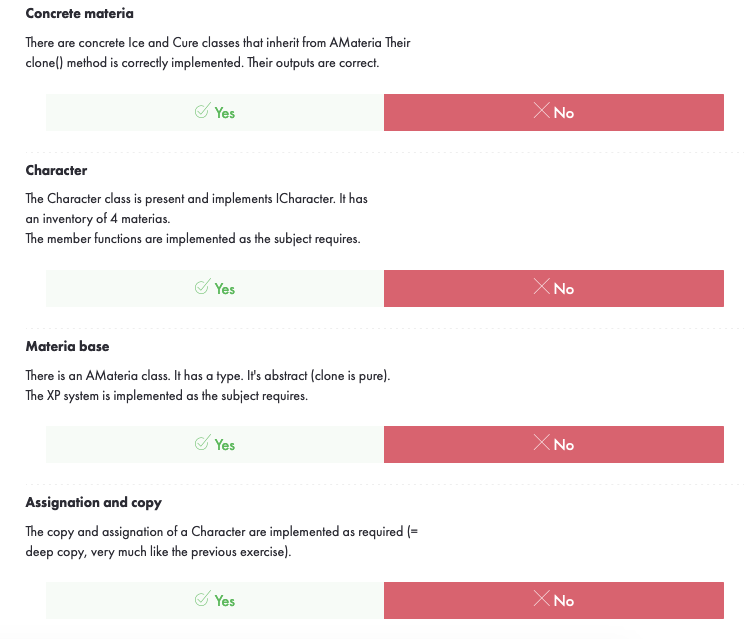 Concrete materia
There are concrete Ice and Cure classes that inherit from AMateria Their
clone() method is correctly implemented. Their outputs are correct.
Yes
No
Character
The Character class is present and implements ICharacter. It has
an inventory of 4 materias.
The member functions are implemented as the subject requires.
Yes
No
Materia base
There is an AMateria class. It has a type. It's abstract (clone is pure).
The XP system is implemented as the subject requires.
Yes
No
Assignation and copy
The copy and assignation of a Character are implemented as required (=
deep copy, very much like the previous exercise).
Yes
No